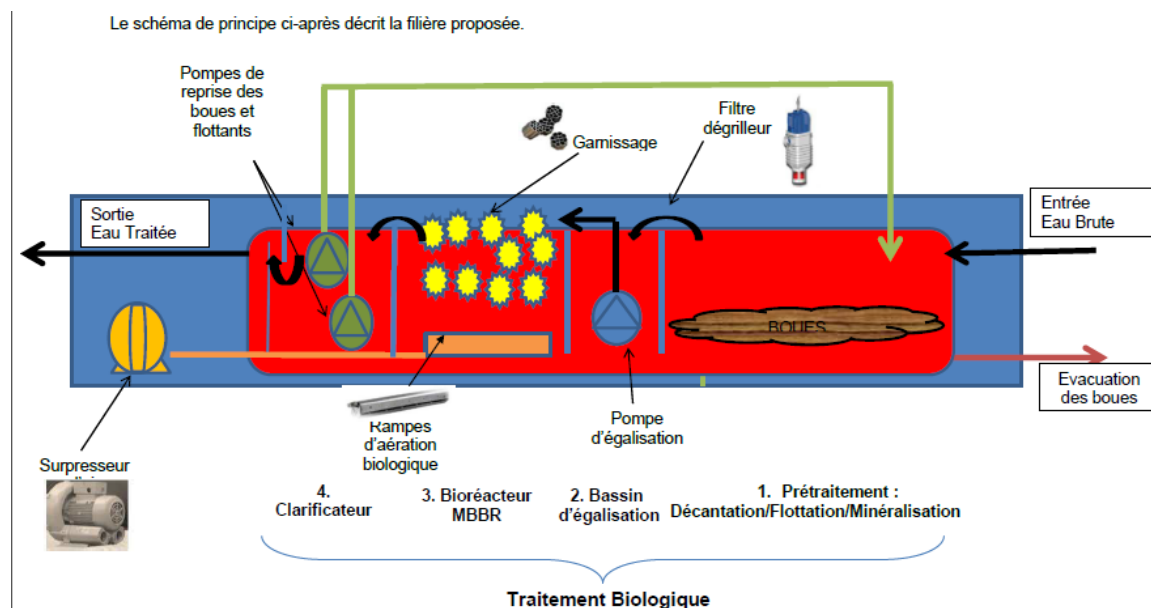 Le schéma de principe ci-après décrit la filière proposée.
Pompes de
reprise des
boues et
flottants
Garnissage
Filtre
dégrilleur
Sortie
Eau Traitée
Entrée
Eau Brute
BOUES
Evacuation
des boues
Rampes
d'aération
biologique
Pompe
d'égalisation
Surpresseur
4.
Clarificateur
3. Bioréacteur
MBBR
2. Bassin
d'égalisation
1. Prétraitement :
Décantation/Flottation/Minéralisation
Traitement Biologique